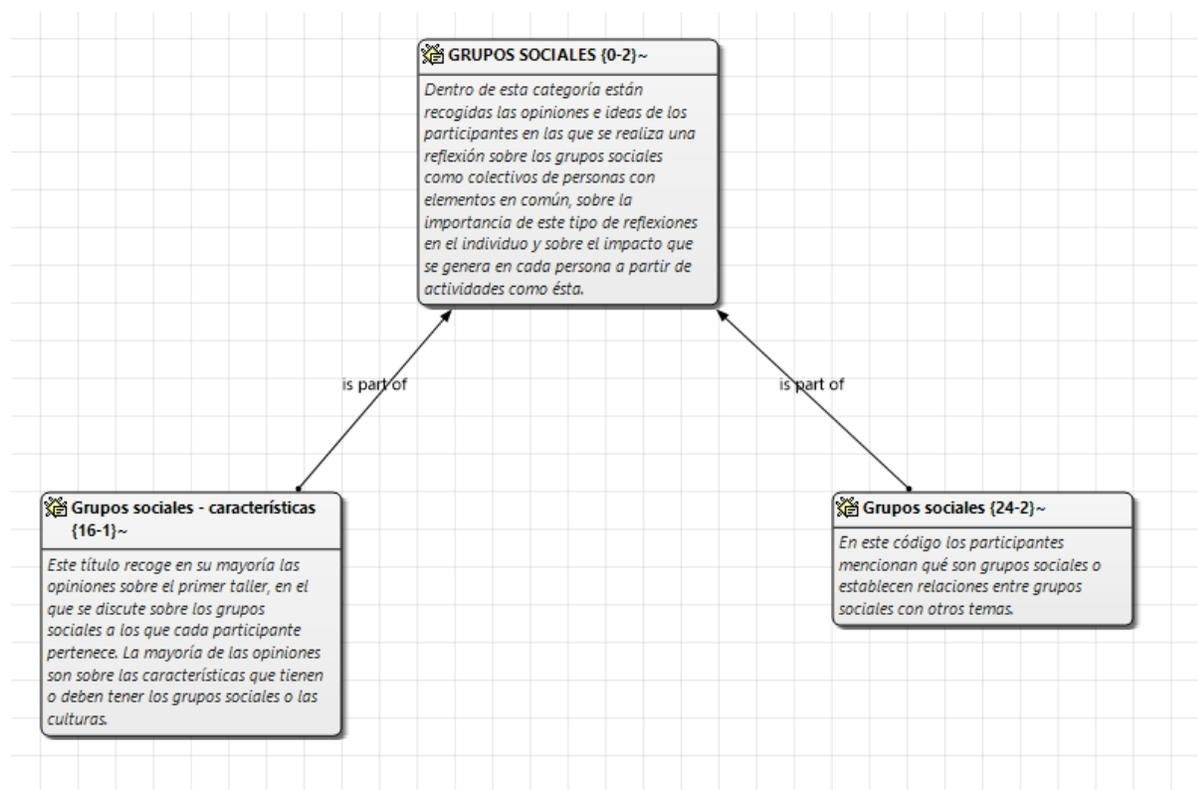 GRUPOS SOCIALES {0-2}~
Dentro de esta categoría están
recogidas las opiniones e ideas de los
participantes en las que se realiza una
reflexión sobre los grupos sociales
como colectivos de personas con
elementos en común, sobre la
importancia de este tipo de reflexiones
en el individuo y sobre el impacto que
se genera en cada persona a partir de
actividades como ésta.
is part of
is part of
Grupos sociales - características
{16-1}~
Este título recoge en su mayoría las
opiniones sobre el primer taller, en el
que se discute sobre los grupos
sociales a los que cada participante
pertenece. La mayoría de las opiniones
son sobre las características que tienen
o deben tener los grupos sociales o las
culturas.
Grupos sociales {24-2}~
En este código los participantes
mencionan qué son grupos sociales o
establecen relaciones entre grupos
sociales con otros temas.